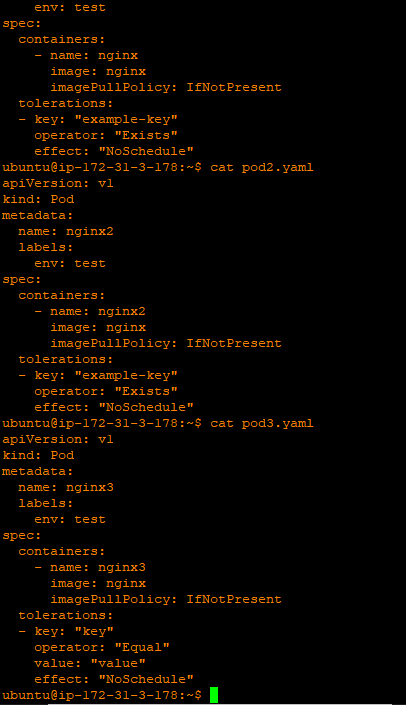 env: test
spec:
  containers:
    - name: nginx
      image: nginx
      imagePullPolicy: IfNotPresent
  tolerations:
  - key: "example-key"
    operator: "Exists"
    effect: "NoSchedule"
ubuntu@ip-172-31-3-178:~$ cat pod2.yaml
apiVersion: v1
kind: Pod
metadata:
  name: nginx2
  labels:
    env: test
spec:
  containers:
    - name: nginx2
      image: nginx
      imagePullPolicy: IfNotPresent
  tolerations:
  - key: "example-key"
    operator: "Exists"
    effect: "NoSchedule"
ubuntu@ip-172-31-3-178:~$ cat pod3.yaml
apiVersion: v1
kind: Pod
metadata:
  name: nginx3
  labels:
    env: test
spec:
  containers:
    - name: nginx3
      image: nginx
      imagePullPolicy: IfNotPresent
  tolerations:
  - key: "key"
    operator: "Equal"
    value: "value"
    effect: "NoSchedule"
ubuntu@ip-172-31-3-178:~$